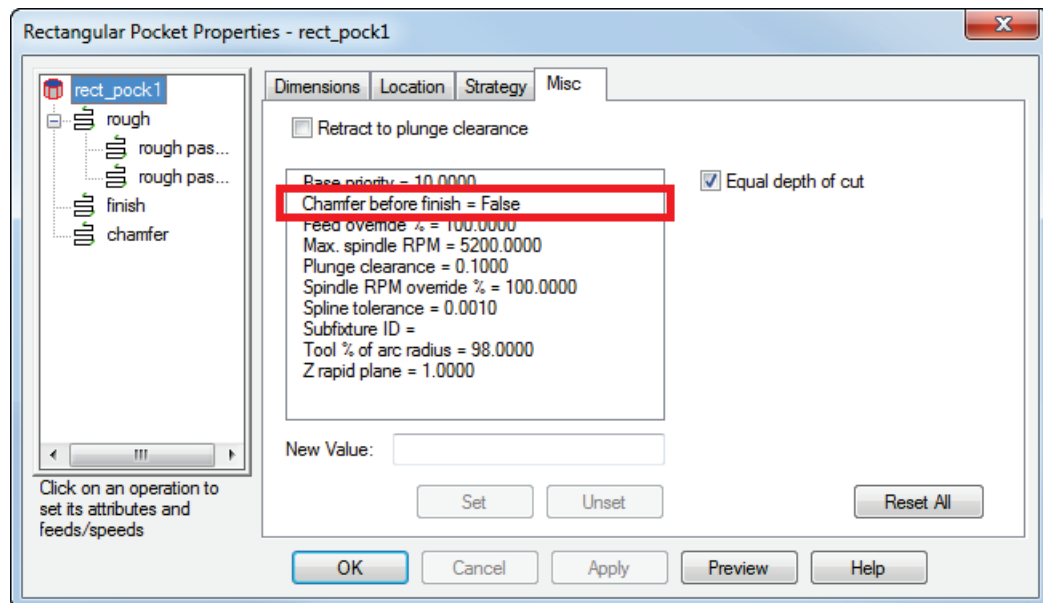 Rectangular Pocket Properties - rect_pock1
rect_pock1
rough
rough pas...
rough pas...
finish
chamfer
Click on an operation to
set its attributes and
feeds/speeds
Dimensions Location Strategy Misc
Retract to plunge clearance
Base priority = 10.0000
Chamfer before finish = False
Feed override % = 100.0000
Max. spindle RPM = 5200.0000
Plunge clearance = 0.1000
Spindle RPM override % = 100.0000
Spline tolerance = 0.0010
Subfixture ID =
Tool % of arc radius = 98.0000
Z rapid plane = 1.0000
Equal depth of cut
New Value:
Set Unset Reset All
OK Cancel Apply Preview Help